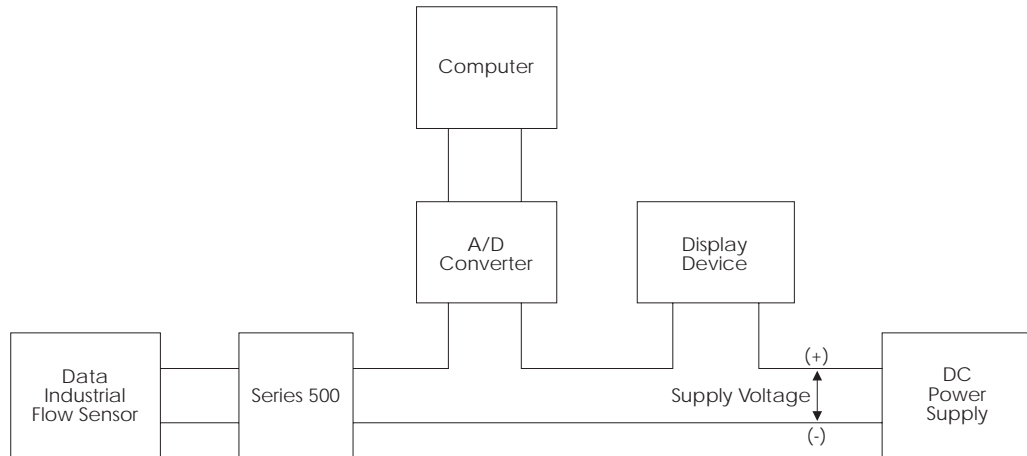 Computer
A/D
Converter
Display
Device
Data
Industrial
Flow Sensor
Series 500
(+)
Supply Voltage
(-)
DC
Power
Supply